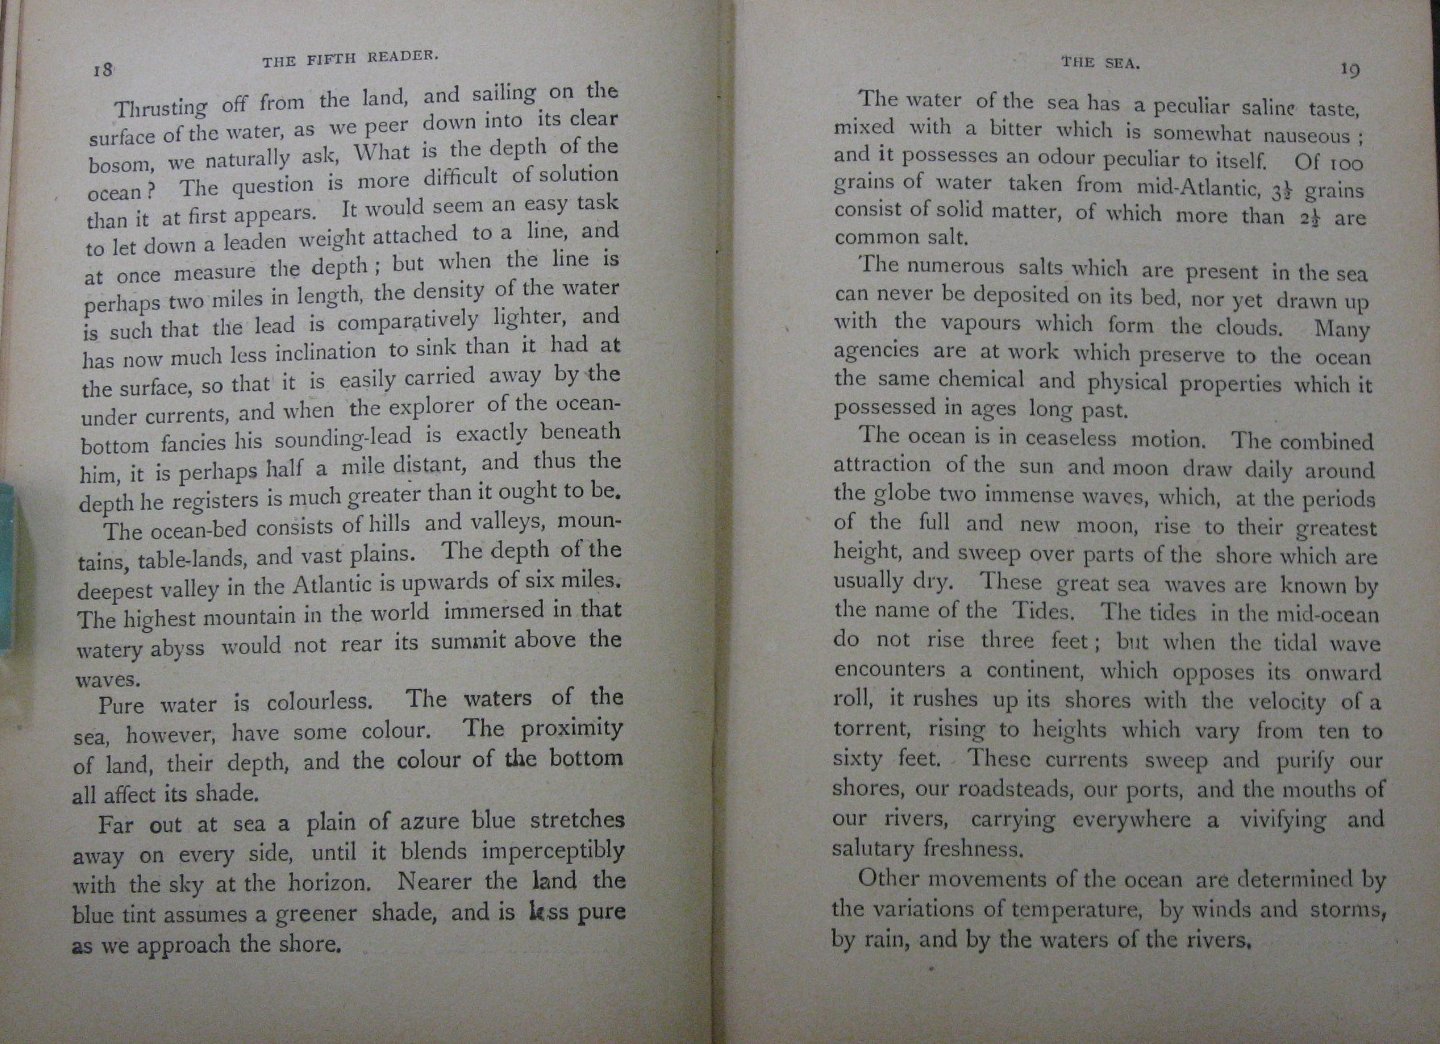 18
THE FIFTH READER.
Thrusting off from the land, and sailing on the
surface of the water, as we peer down into its clear
bosom, we naturally ask, What is the depth of the
ocean? The question is more difficult of solution
than it at first appears. It would seem an easy task
to let down a leaden weight attached to a line, and
at once measure the depth; but when the line is
perhaps two miles in length, the density of the water
is such that the lead is comparatively lighter, and
has now much less inclination to sink than it had at
the surface, so that it is easily carried away by the
under currents, and when the explorer of the ocean-
bottom fancies his sounding-lead is exactly beneath
him, it is perhaps half a mile distant, and thus the
depth he registers is much greater than it ought to be.
The ocean-bed consists of hills and valleys, moun-
tains, table-lands, and vast plains. The depth of the
deepest valley in the Atlantic is upwards of six miles.
The highest mountain in the world immersed in that
watery abyss would not rear its summit above the
waves.
Pure water is colourless. The waters of the
sea, however, have some colour. The proximity
of land, their depth, and the colour of the bottom
all affect its shade.
Far out at sea a plain of azure blue stretches
away on every side, until it blends imperceptibly
with the sky at the horizon. Nearer the land the
blue tint assumes a greener shade, and is less pure
as we approach the shore.
THE SEA.
19
The water of the sea has a peculiar saline taste,
mixed with a bitter which is somewhat nauseous;
and it possesses an odour peculiar to itself. Of 100
grains of water taken from mid-Atlantic, 3½ grains
consist of solid matter, of which more than 2½ are
common salt.
The numerous salts which are present in the sea
can never be deposited on its bed, nor yet drawn up
with the vapours which form the clouds. Many
agencies are at work which preserve to the ocean
the same chemical and physical properties which it
possessed in ages long past.
The ocean is in ceaseless motion. The combined
attraction of the sun and moon draw daily around
the globe two immense waves, which, at the periods
of the full and new moon, rise to their greatest
height, and sweep over parts of the shore which are
usually dry. These great sea waves are known by
the name of the Tides. The tides in the mid-ocean
do not rise three feet; but when the tidal wave
encounters a continent, which opposes its onward
roll, it rushes up its shores with the velocity of a
torrent, rising to heights which vary from ten to
sixty feet. These currents sweep and purify our
shores, our roadsteads, our ports, and the mouths of
our rivers, carrying everywhere a vivifying and
salutary freshness.
Other movements of the ocean are determined by
the variations of temperature, by winds and storms,
by rain, and by the waters of the rivers.